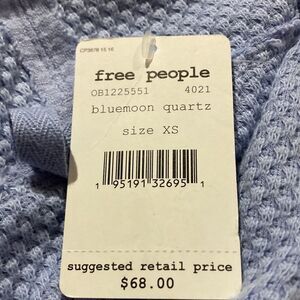 free people
OB1225551 4021
bluemoon quartz
size XS
1 95191 32695 1
suggested retail price
$68.00